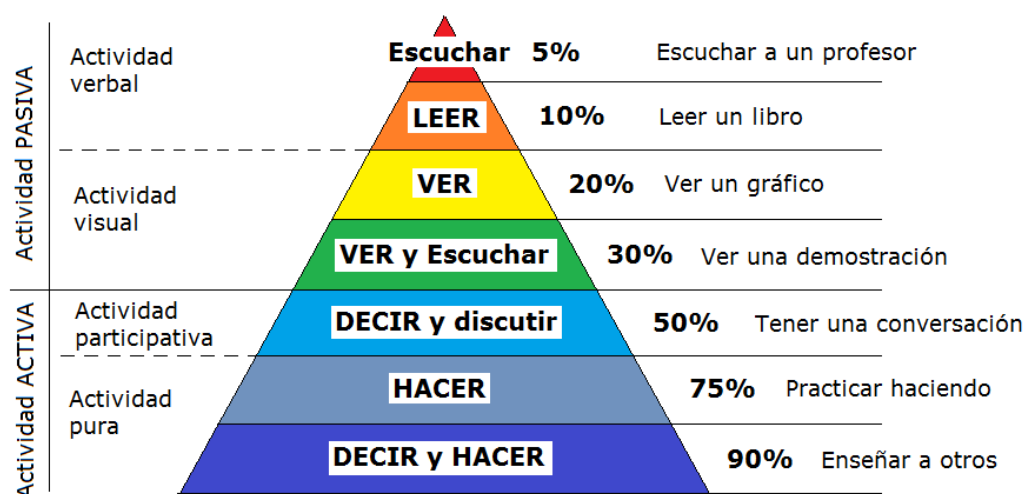 Actividad PASIVA
Actividad
verbal
Escuchar 5% Escuchar a un profesor
LEER 10% Leer un libro
Actividad
visual
VER 20% Ver un gráfico
VER y Escuchar 30% Ver una demostración
Actividad ACTIVA
Actividad
participativa
DECIR y discutir 50% Tener una conversación
Actividad
pura
HACER 75% Practicar haciendo
DECIR y HACER 90% Enseñar a otros